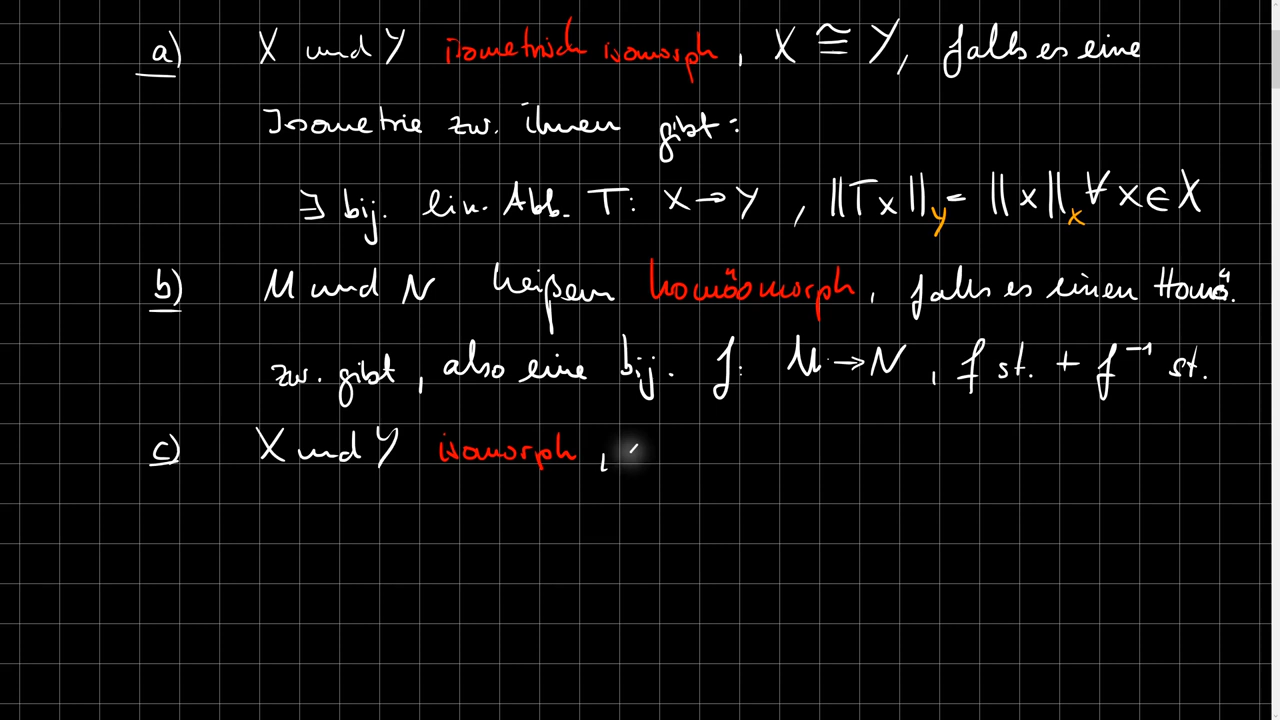 a) X und Y isometrisch isomorph, X ≅ Y, falls es eine
Isometrie zw. ihnen gibt:
∃ bij. lin. Abb. T: X → Y, ||Tx||_Y = ||x||_X ∀ x ∈ X
b) M und N heißen homöomorph, falls es einen Homö.
zw. gibt, also eine bij. f: M → N, f st. + f⁻¹ st.
c) X und Y isomorph,